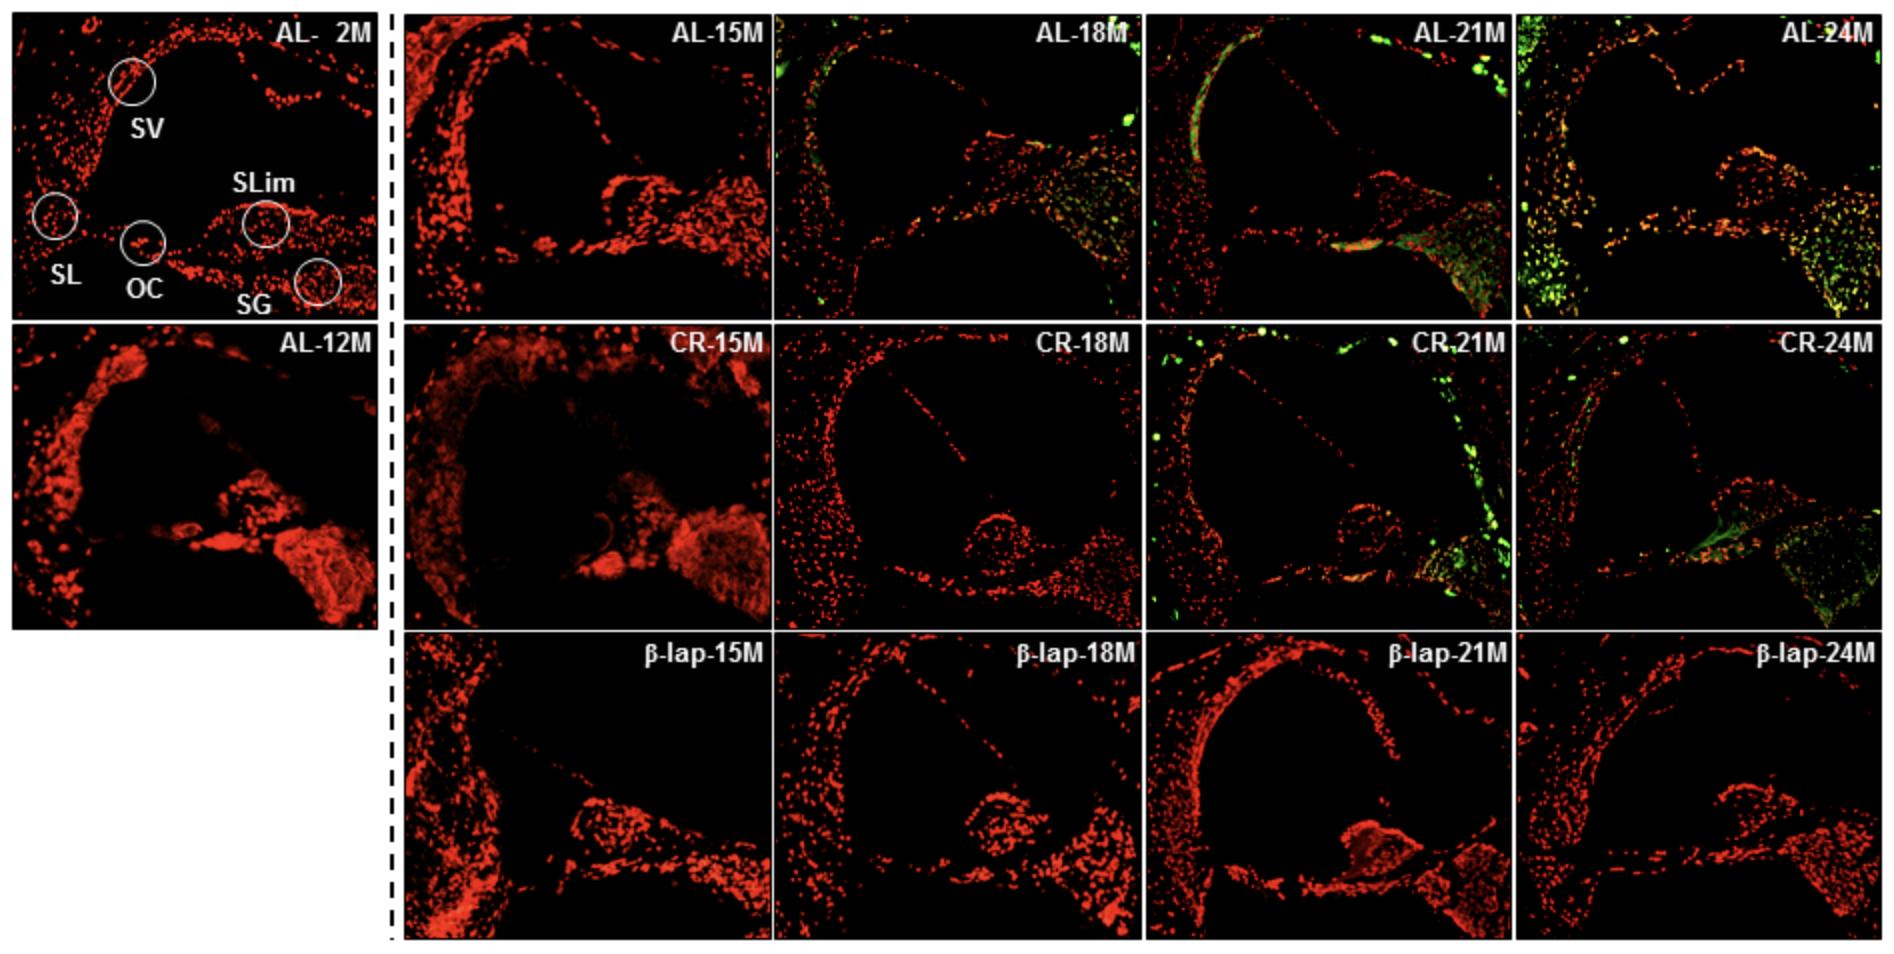 AL- 2M
AL-15M
AL-18M
AL-21M
AL-24M
SV
SLim
SL
OC
SG
AL-12M
CR-15M
CR-18M
CR-21M
CR-24M
β-lap-15M
β-lap-18M
β-lap-21M
β-lap-24M